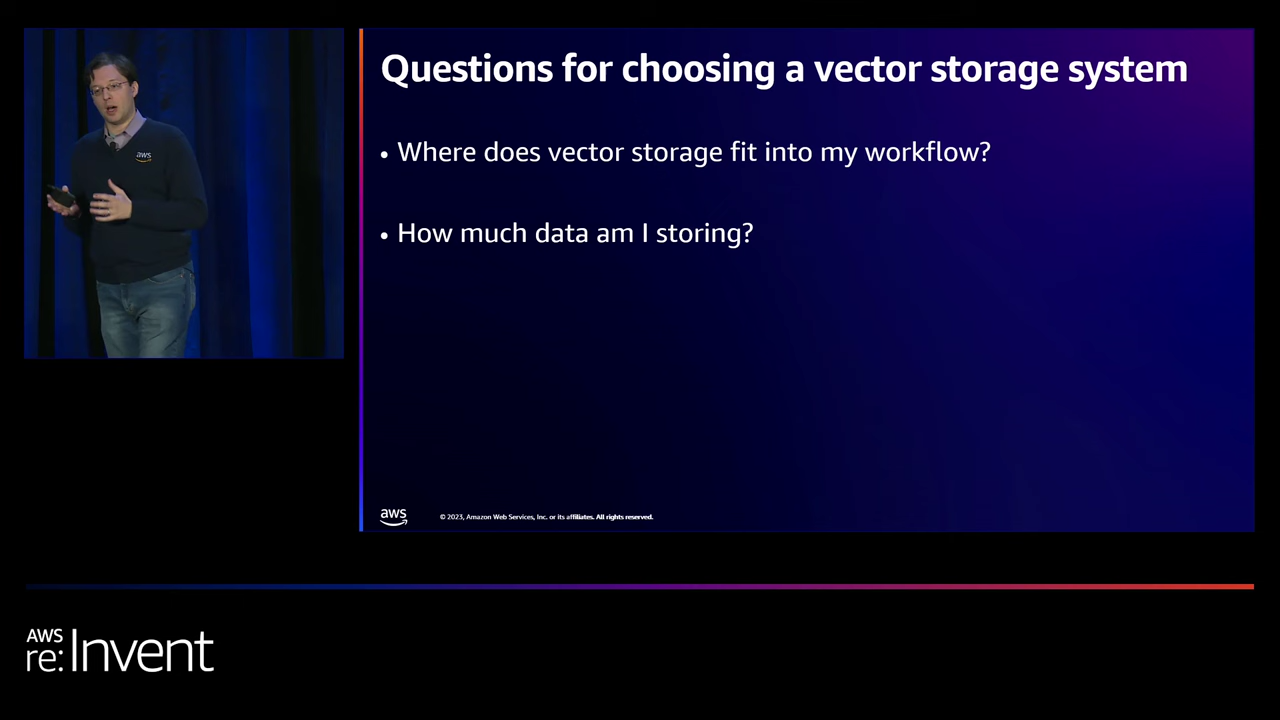 aws
Questions for choosing a vector storage system
• Where does vector storage fit into my workflow?
• How much data am I storing?
aws
© 2023, Amazon Web Services, Inc. or its affiliates. All rights reserved.
AWS
re:Invent